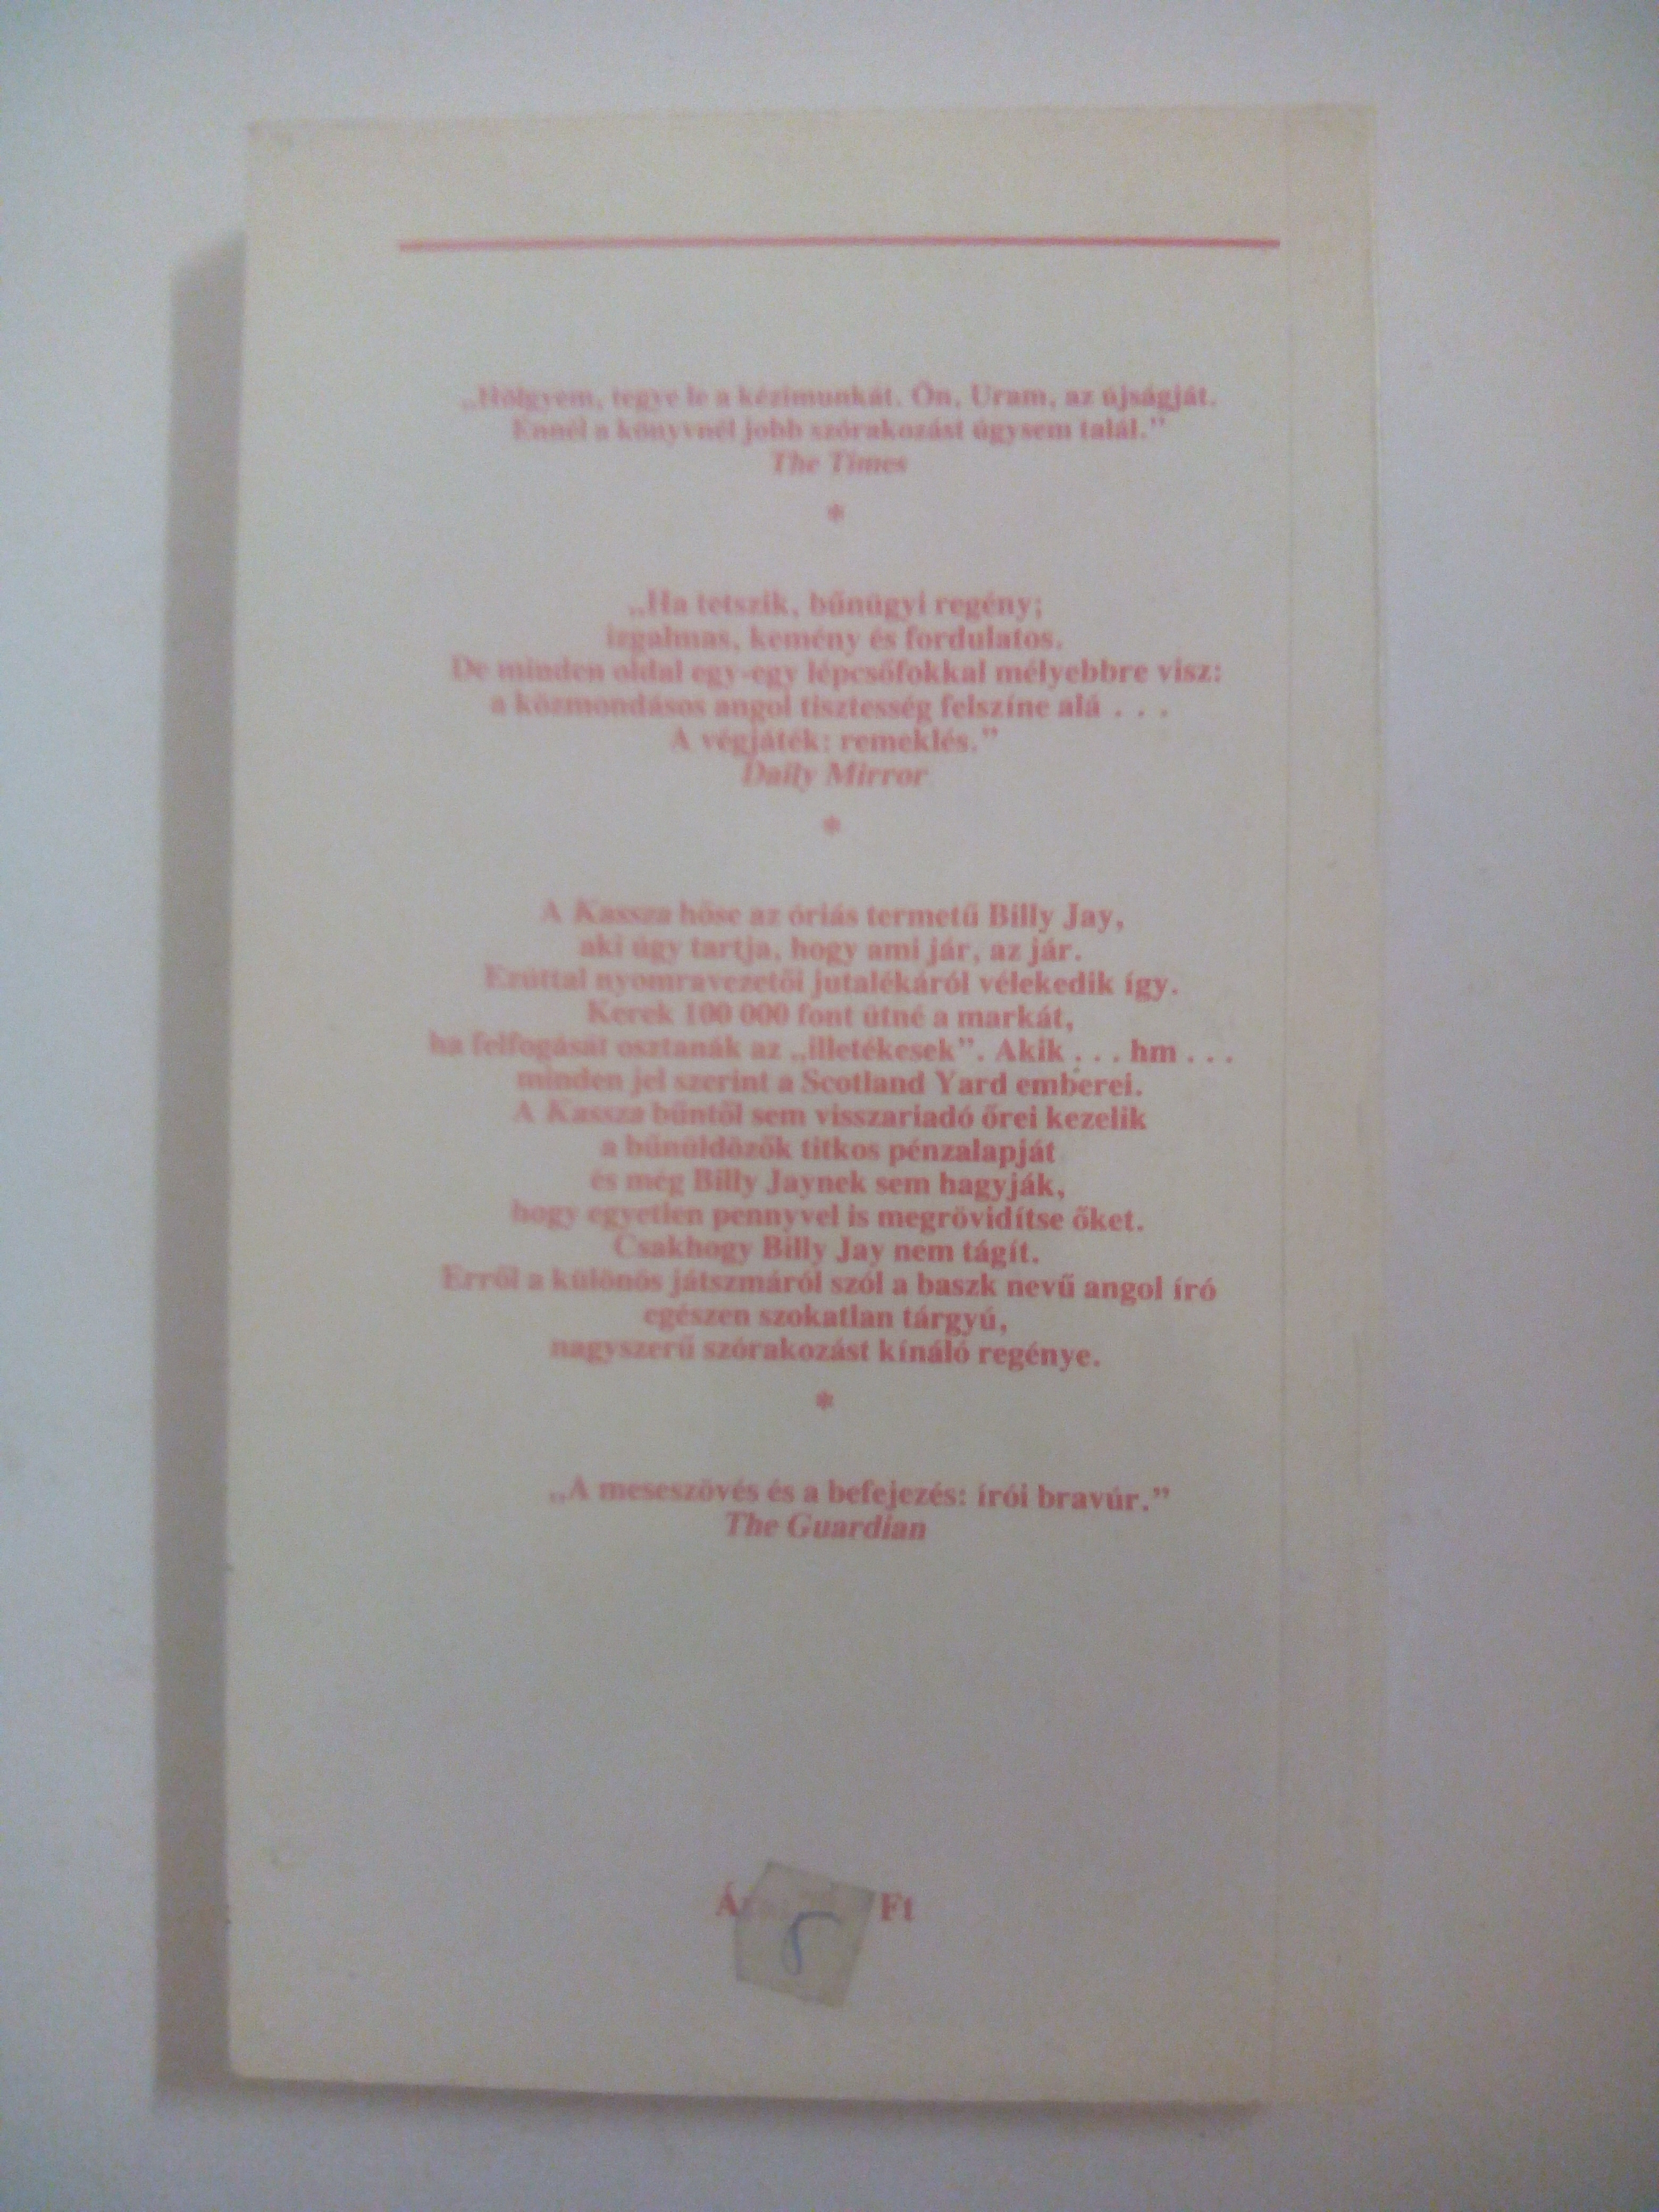 „Hölgyem, tegye le a kézimunkát. Ön, Uram, az újságját.
Ennél a könyvnél jobb szórakozást úgysem talál.”
The Times
*
„Ha tetszik, bűnügyi regény;
izgalmas, kemény és fordulatos.
De minden oldal egy-egy lépcsőfokkal mélyebbre visz:
a közmondásos angol tisztesség felszíne alá . . .
A végjáték: remeklés.”
Daily Mirror
*
A Kassza hőse az óriás termetű Billy Jay,
aki úgy tartja, hogy ami jár, az jár.
Ezúttal nyomravezetői jutalékáról vélekedik így.
Kerek 100 000 font ütné a markát,
ha felfogását osztanák az „illetékesek”. Akik . . . hm . . .
minden jel szerint a Scotland Yard emberei.
A Kassza bűntől sem visszariadó őrei kezelik
a bűnüldözők titkos pénzalapját
és még Billy Jaynek sem hagyják,
hogy egyetlen pennyvel is megrövidítse őket.
Csakhogy Billy Jay nem tágít.
Erről a különös játszmáról szól a baszk nevű angol író
egészen szokatlan tárgyú,
nagyszerű szórakozást kínáló regénye.
*
„A meseszövés és a befejezés: írói bravúr.”
The Guardian
Ft